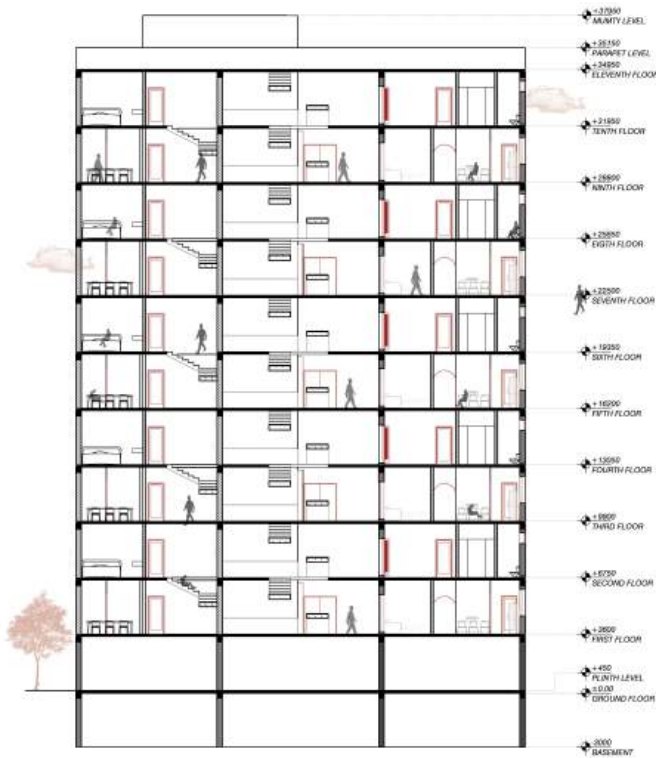 +37950
MUMTY LEVEL
+35150
PARAPET LEVEL
+34950
ELEVENTH FLOOR
+31950
TENTH FLOOR
+28800
NINTH FLOOR
+25650
EIGTH FLOOR
+22500
SEVENTH FLOOR
+19350
SIXTH FLOOR
+16200
FIFTH FLOOR
+13050
FOURTH FLOOR
+9900
THIRD FLOOR
+6750
SECOND FLOOR
+3600
FIRST FLOOR
+450
PLINTH LEVEL
±0.00
GROUND FLOOR
-3000
BASEMENT